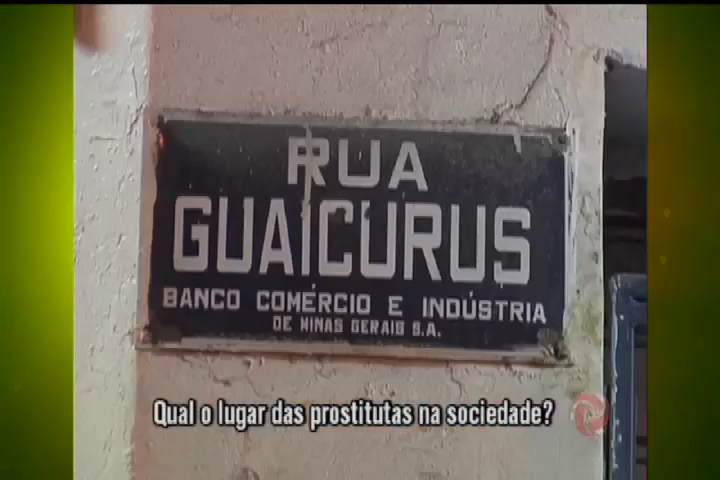 RUA
GUAICURUS
BANCO COMÉRCIO E INDÚSTRIA
DE MINAS GERAIS S.A.
Qual o lugar das prostitutas na sociedade?